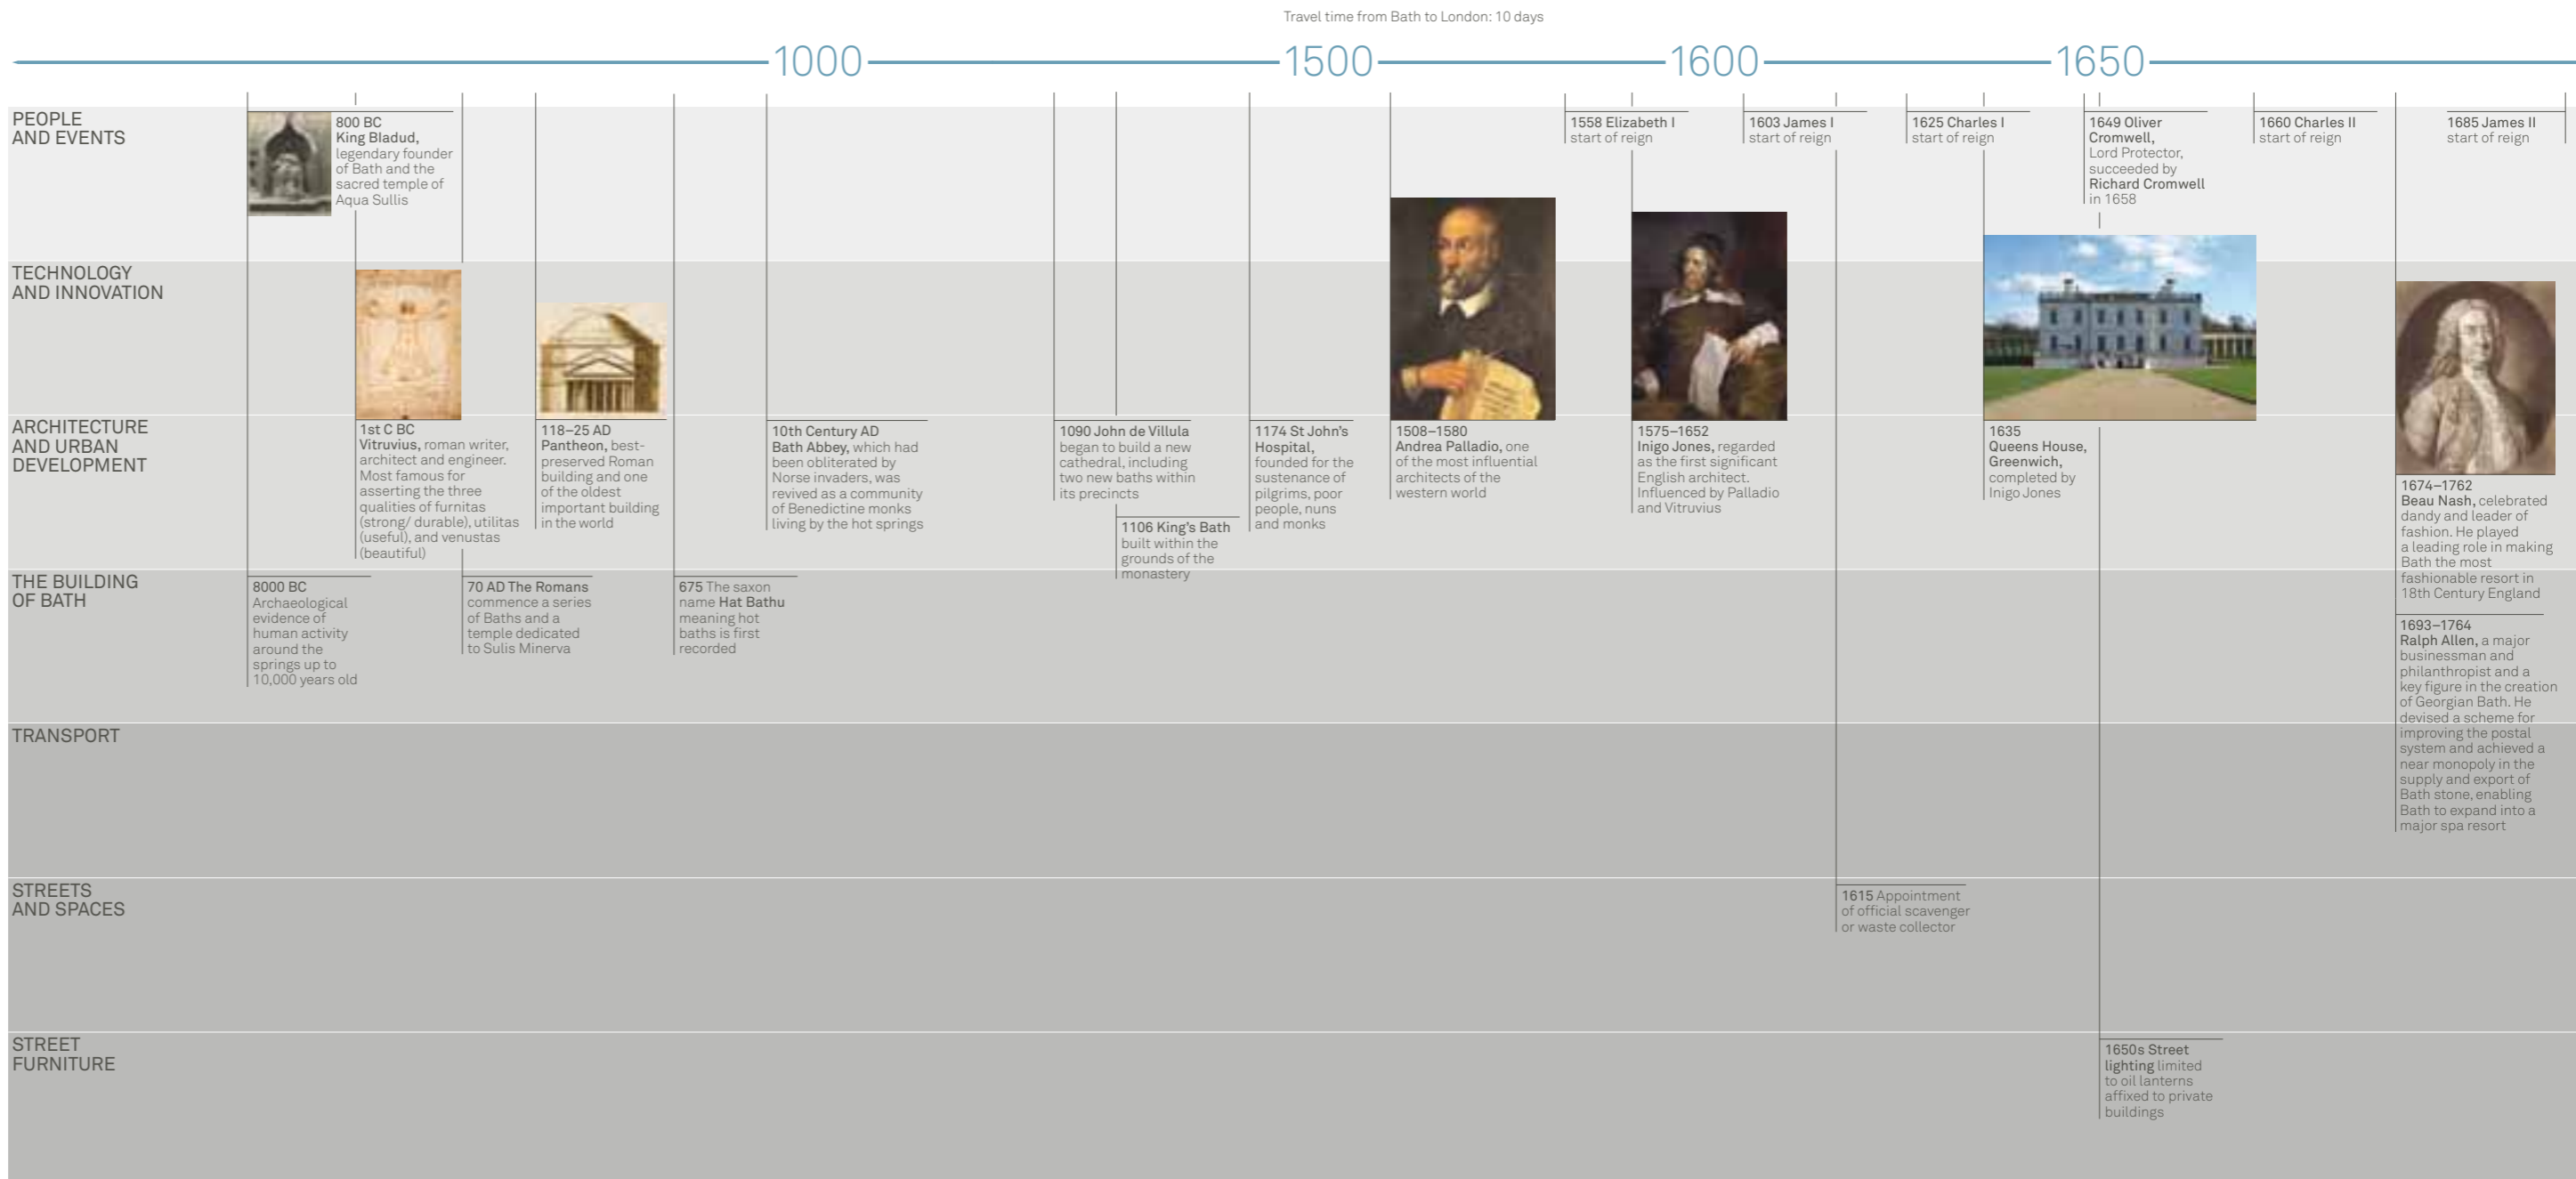 Travel time from Bath to London: 10 days
1000
1500
1600
1650
PEOPLE
AND EVENTS
800 BC
King Bladud,
legendary founder
of Bath and the
sacred temple of
Aqua Sullis
1558 Elizabeth I
start of reign
1603 James I
start of reign
1625 Charles I
start of reign
1649 Oliver
Cromwell,
Lord Protector,
succeeded by
Richard Cromwell
in 1658
1660 Charles II
start of reign
1685 James II
start of reign
TECHNOLOGY
AND INNOVATION
ARCHITECTURE
AND URBAN
DEVELOPMENT
1st C BC
Vitruvius, roman writer,
architect and engineer.
Most famous for
asserting the three
qualities of furnitas
(strong/ durable), utilitas
(useful), and venustas
(beautiful)
118–25 AD
Pantheon, best-
preserved Roman
building and one
of the oldest
important building
in the world
10th Century AD
Bath Abbey, which had
been obliterated by
Norse invaders, was
revived as a community
of Benedictine monks
living by the hot springs
1090 John de Villula
began to build a new
cathedral, including
two new baths within
its precincts
1106 King's Bath
built within the
grounds of the
monastery
1174 St John's
Hospital,
founded for the
sustenance of
pilgrims, poor
people, nuns
and monks
1508–1580
Andrea Palladio, one
of the most influential
architects of the
western world
1575–1652
Inigo Jones, regarded
as the first significant
English architect.
Influenced by Palladio
and Vitruvius
1635
Queens House,
Greenwich,
completed by
Inigo Jones
1674–1762
Beau Nash, celebrated
dandy and leader of
fashion. He played
a leading role in making
Bath the most
fashionable resort in
18th Century England
1693–1764
Ralph Allen, a major
businessman and
philanthropist and a
key figure in the creation
of Georgian Bath. He
devised a scheme for
improving the postal
system and achieved a
near monopoly in the
supply and export of
Bath stone, enabling
Bath to expand into a
major spa resort
THE BUILDING
OF BATH
8000 BC
Archaeological
evidence of
human activity
around the
springs up to
10,000 years old
70 AD The Romans
commence a series
of Baths and a
temple dedicated
to Sulis Minerva
675 The saxon
name Hat Bathu
meaning hot
baths is first
recorded
TRANSPORT
STREETS
AND SPACES
1615 Appointment
of official scavenger
or waste collector
STREET
FURNITURE
1650s Street
lighting limited
to oil lanterns
affixed to private
buildings